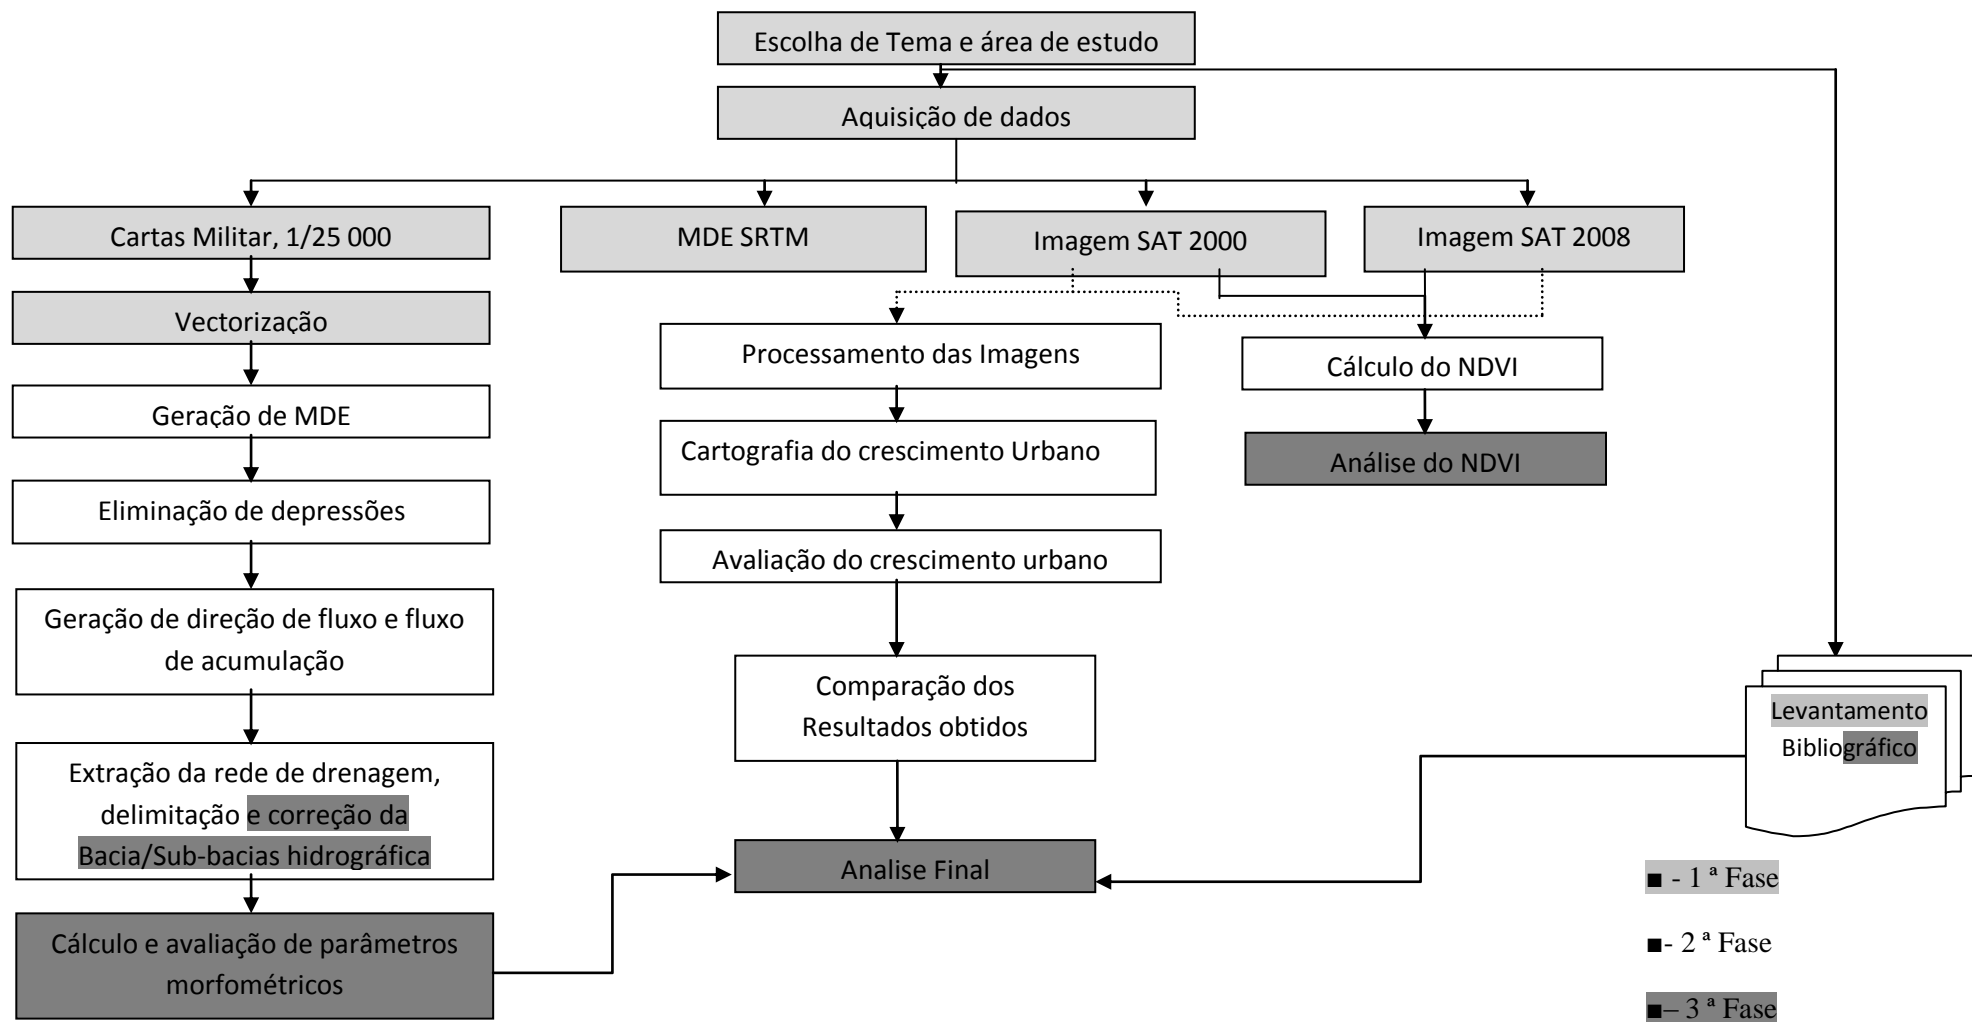 Escolha de Tema e área de estudo
Aquisição de dados
Cartas Militar, 1/25 000
MDE SRTM
Imagem SAT 2000
Imagem SAT 2008
Vectorização
Processamento das Imagens
Cálculo do NDVI
Geração de MDE
Cartografia do crescimento Urbano
Análise do NDVI
Eliminação de depressões
Avaliação do crescimento urbano
Geração de direção de fluxo e fluxo
de acumulação
Comparação dos
Resultados obtidos
Levantamento
Bibliográfico
Extração da rede de drenagem,
delimitação e correção da
Bacia/Sub-bacias hidrográfica
Analise Final
Cálculo e avaliação de parâmetros
morfométricos
■ - 1 ª Fase
■- 2 ª Fase
■– 3 ª Fase